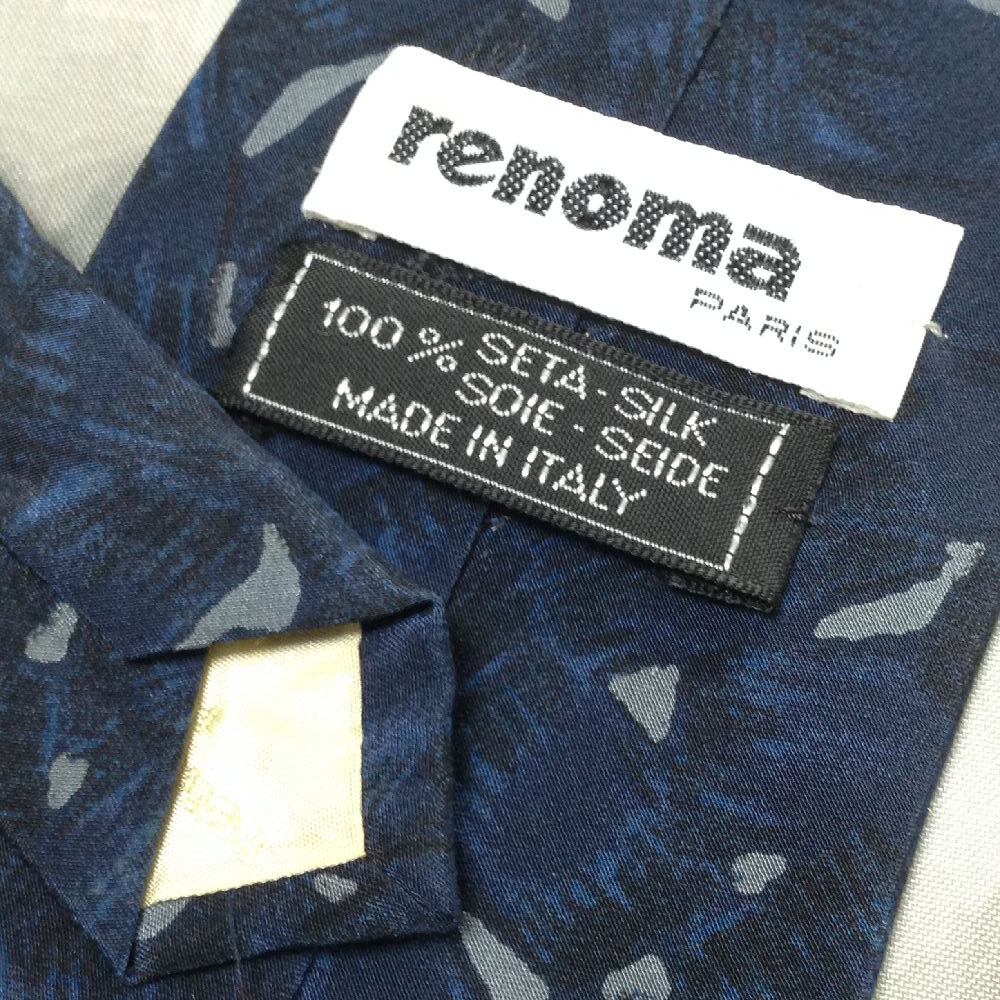 renoma
PARIS
100 % SETA - SILK
SOIE - SEIDE
MADE IN ITALY